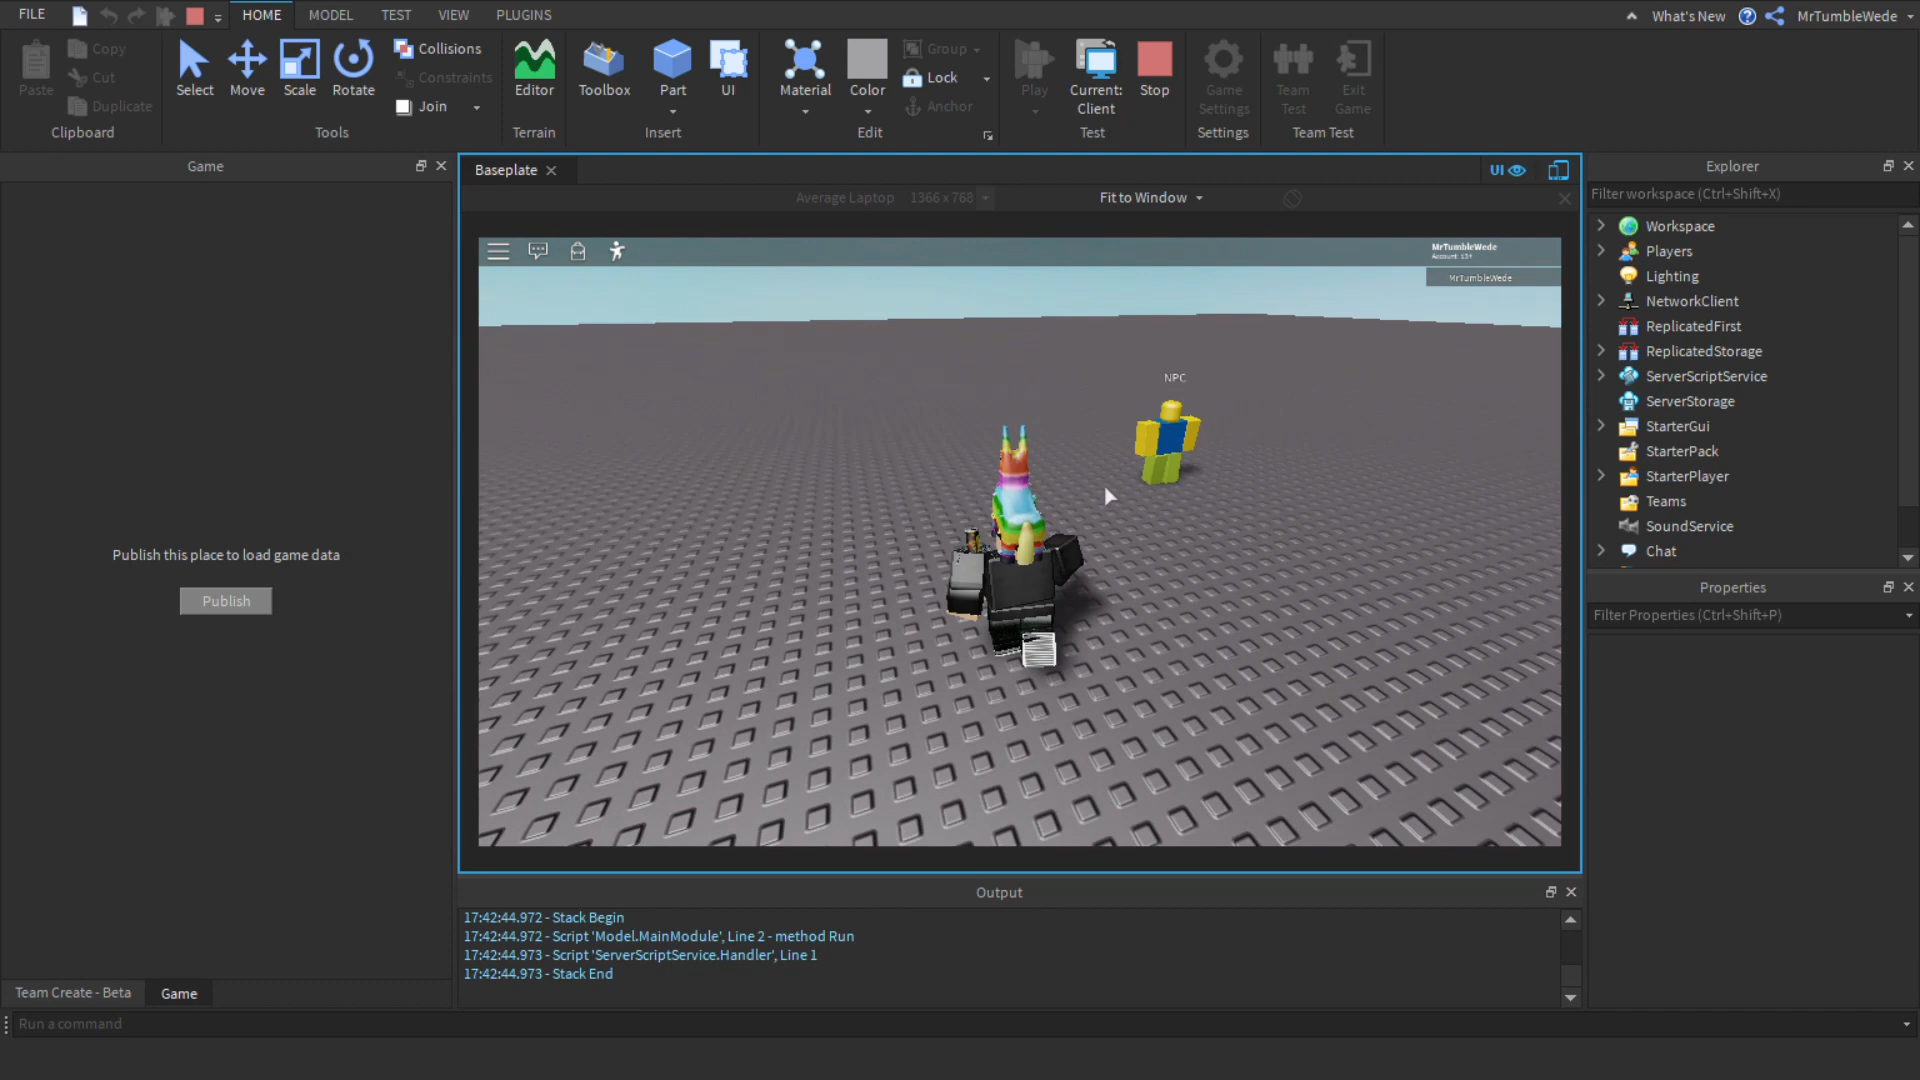 FILE
HOME
MODEL
TEST
VIEW
PLUGINS
What's New
MrTumbleWede
Paste
Copy
Cut
Duplicate
Clipboard
Select
Move
Scale
Rotate
Collisions
Constraints
Join
Tools
Editor
Terrain
Toolbox
Part
UI
Insert
Material
Color
Group
Lock
Anchor
Edit
Play
Current:
Client
Stop
Test
Game
Settings
Settings
Team
Test
Exit
Game
Team Test
Game
Publish this place to load game data
Publish
Team Create - Beta
Game
Baseplate
UI
Average Laptop 1366 x 768
Fit to Window
MrTumbleWede
Account: 13+
MrTumbleWede
NPC
Output
17:42:44.972 - Stack Begin
17:42:44.972 - Script 'Model.MainModule', Line 2 - method Run
17:42:44.973 - Script 'ServerScriptService.Handler', Line 1
17:42:44.973 - Stack End
Explorer
Filter workspace (Ctrl+Shift+X)
Workspace
Players
Lighting
NetworkClient
ReplicatedFirst
ReplicatedStorage
ServerScriptService
ServerStorage
StarterGui
StarterPack
StarterPlayer
Teams
SoundService
Chat
Properties
Filter Properties (Ctrl+Shift+P)
Run a command